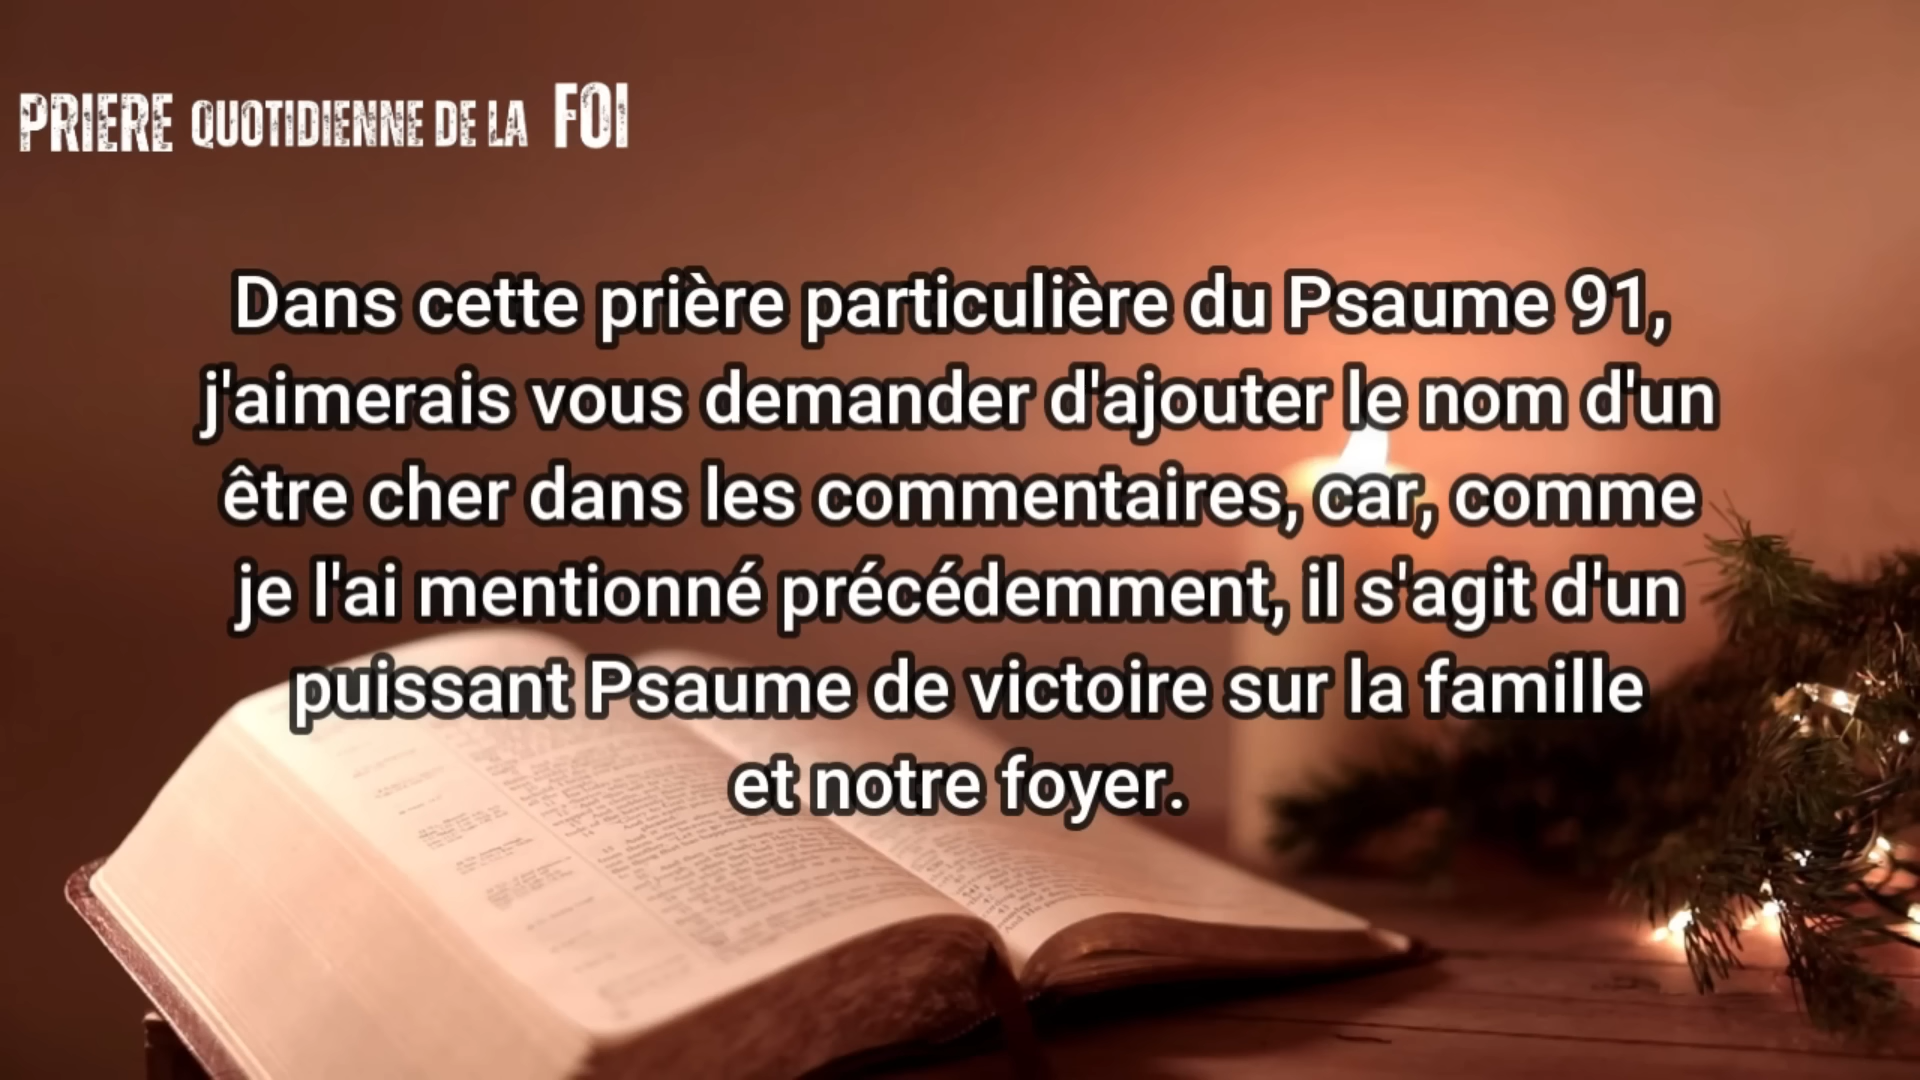 PRIERE QUOTIDIENNE DE LA FOI
Dans cette prière particulière du Psaume 91,
j'aimerais vous demander d'ajouter le nom d'un
être cher dans les commentaires, car, comme
je l'ai mentionné précédemment, il s'agit d'un
puissant Psaume de victoire sur la famille
et notre foyer.